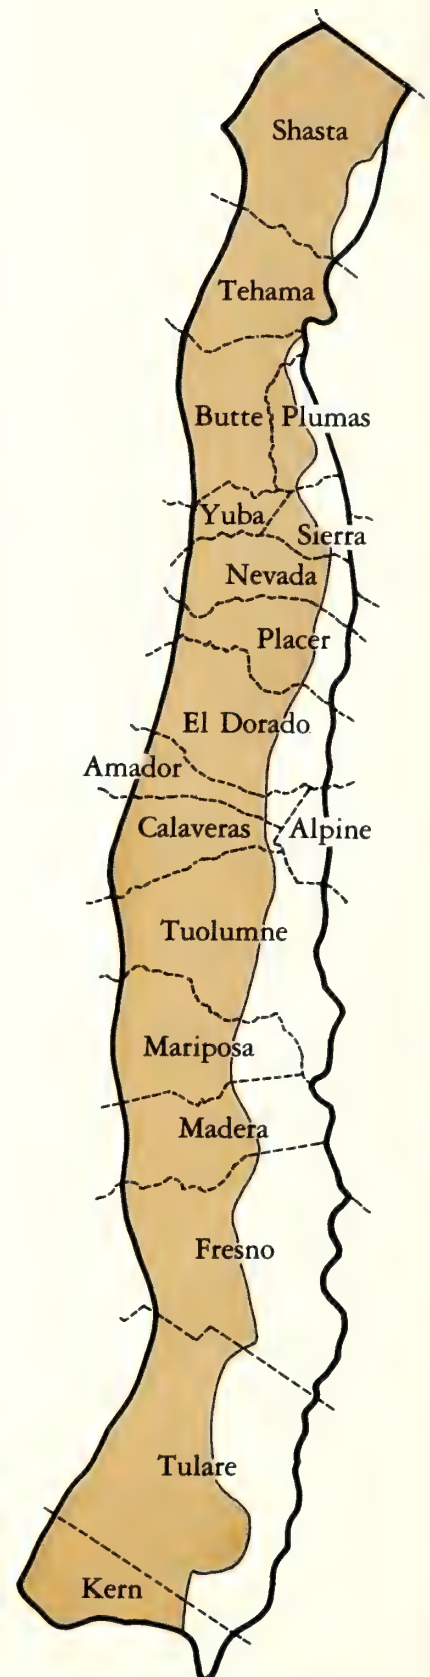 Shasta
Tehama
Butte
Plumas
Yuba
Sierra
Nevada
Placer
El Dorado
Amador
Calaveras
Alpine
Tuolumne
Mariposa
Madera
Fresno
Tulare
Kern